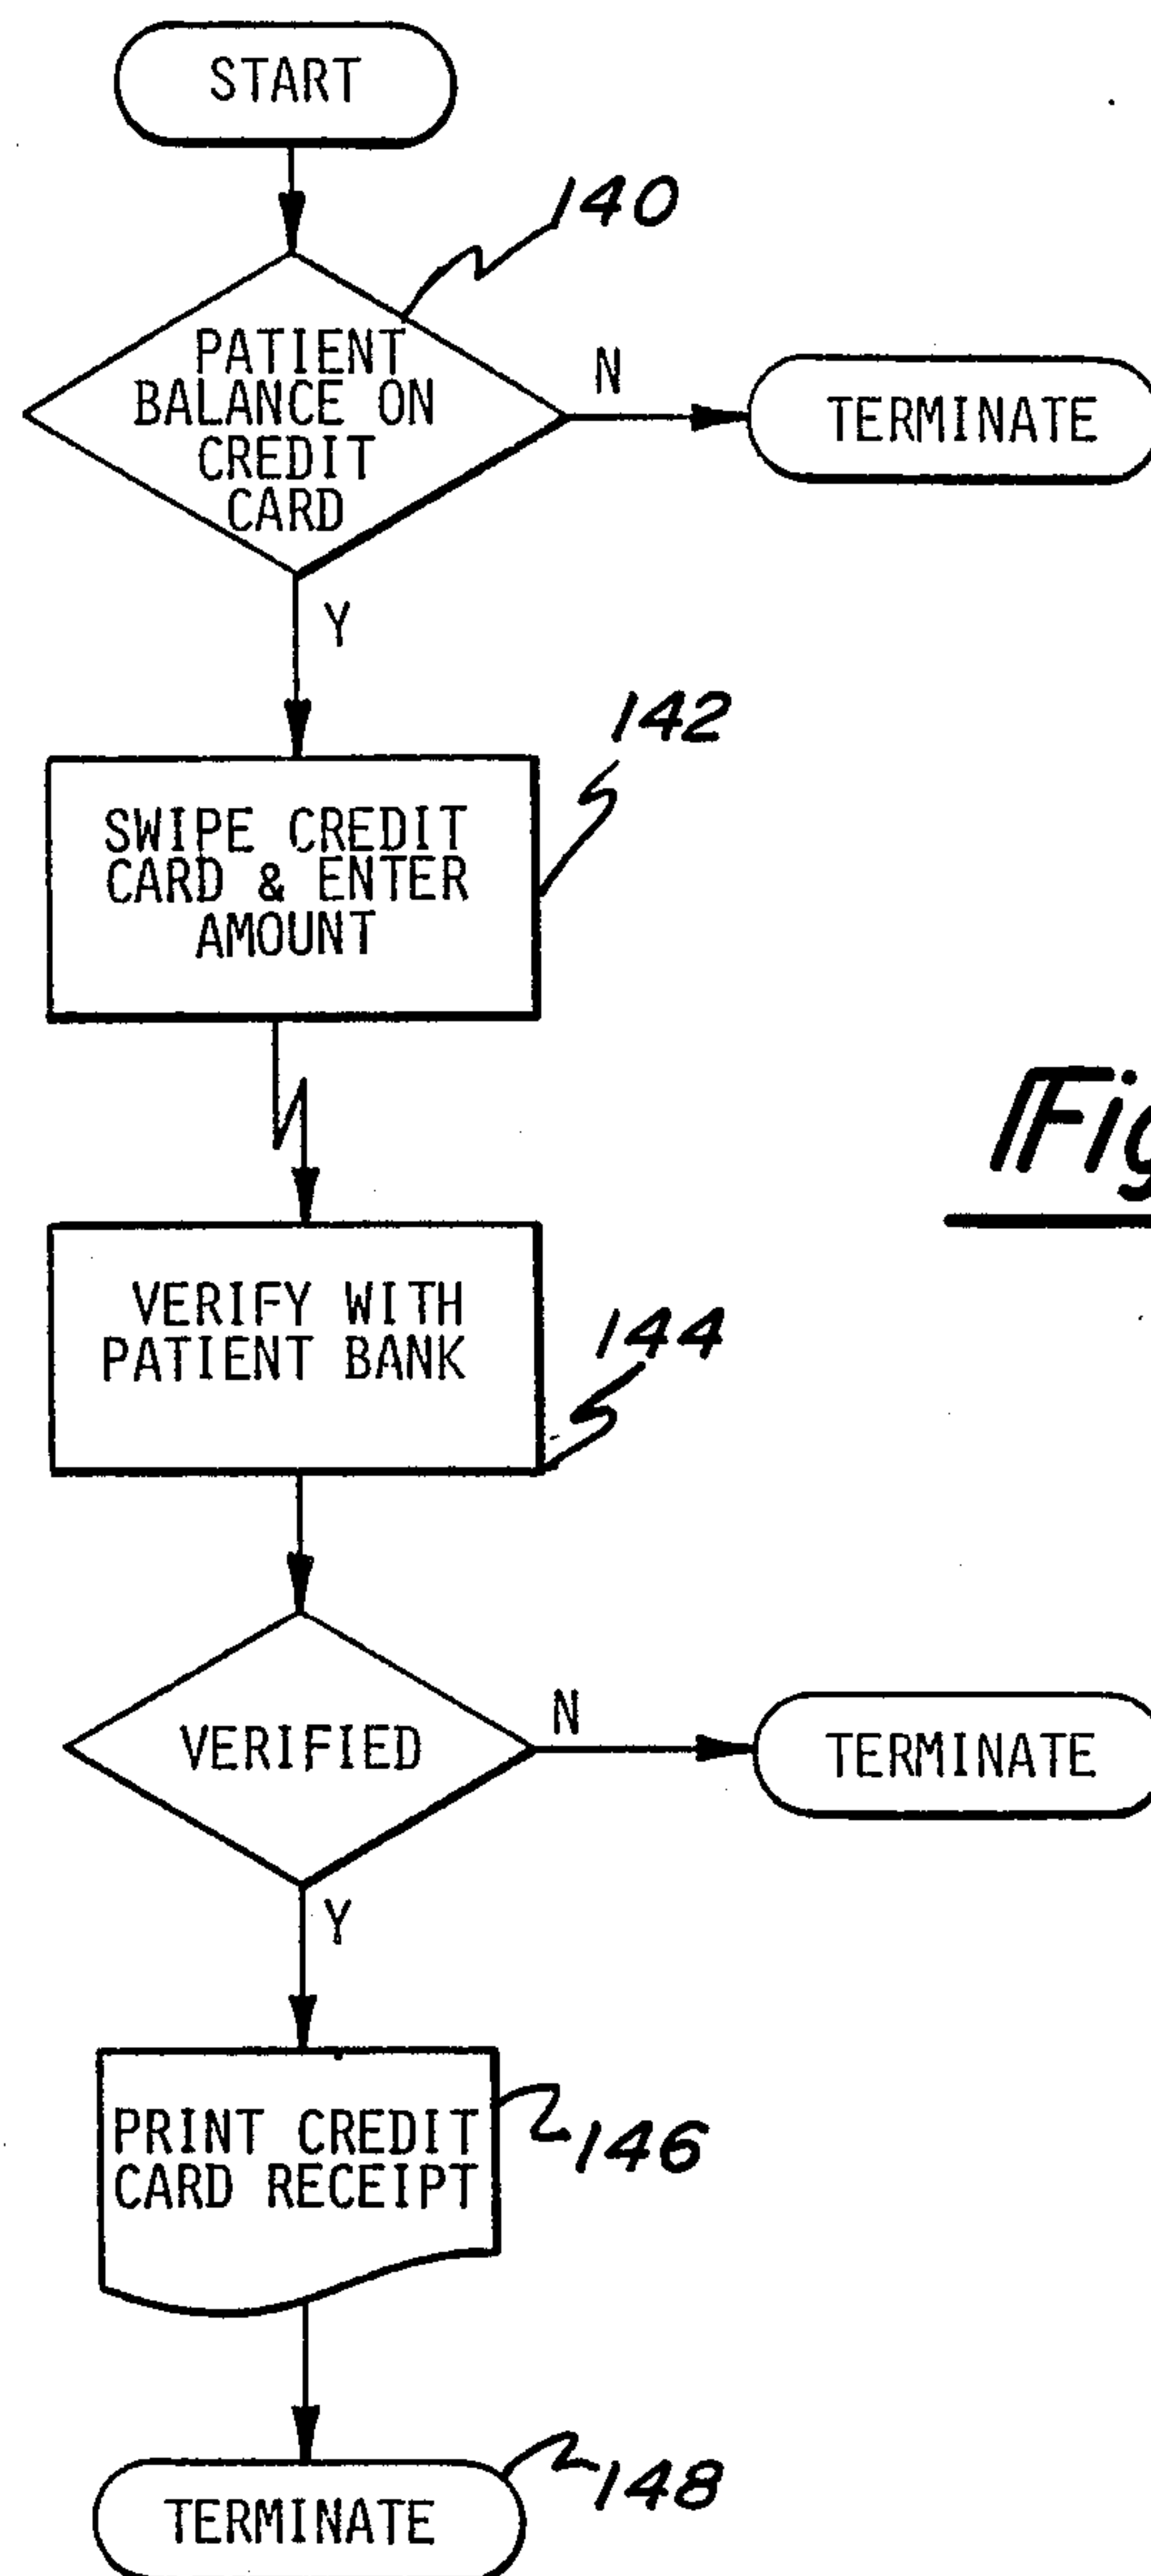 START
140
PATIENT
BALANCE ON
CREDIT
CARD
N
TERMINATE
Y
142
SWIPE CREDIT
CARD & ENTER
AMOUNT
Fig
VERIFY WITH
PATIENT BANK
144
VERIFIED
N
TERMINATE
Y
PRINT CREDIT
CARD RECEIPT
146
TERMINATE
148